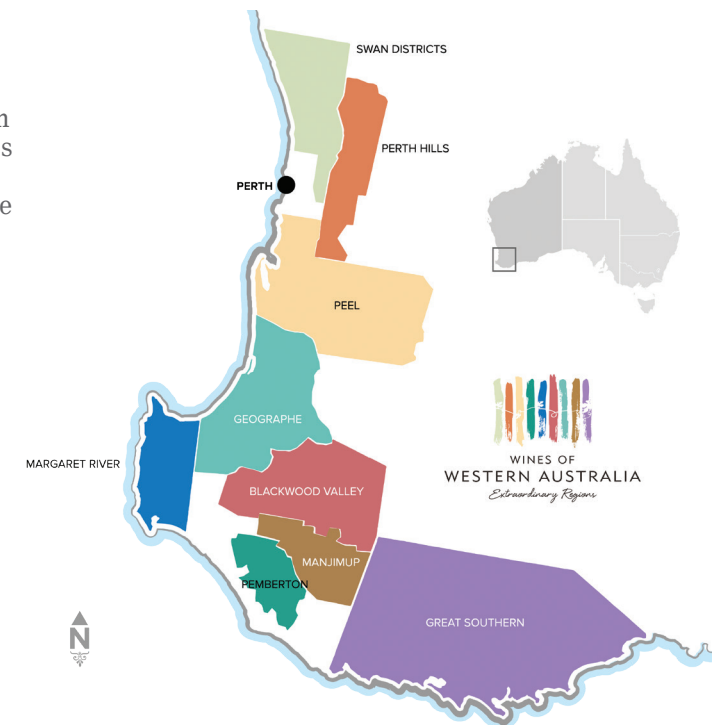 SWAN DISTRICTS
PERTH HILLS
PERTH
PEEL
GEOGRAPHE
MARGARET RIVER
BLACKWOOD VALLEY
MANJIMUP
PEMBERTON
GREAT SOUTHERN
WINES OF
WESTERN AUSTRALIA
Extraordinary Regions
N